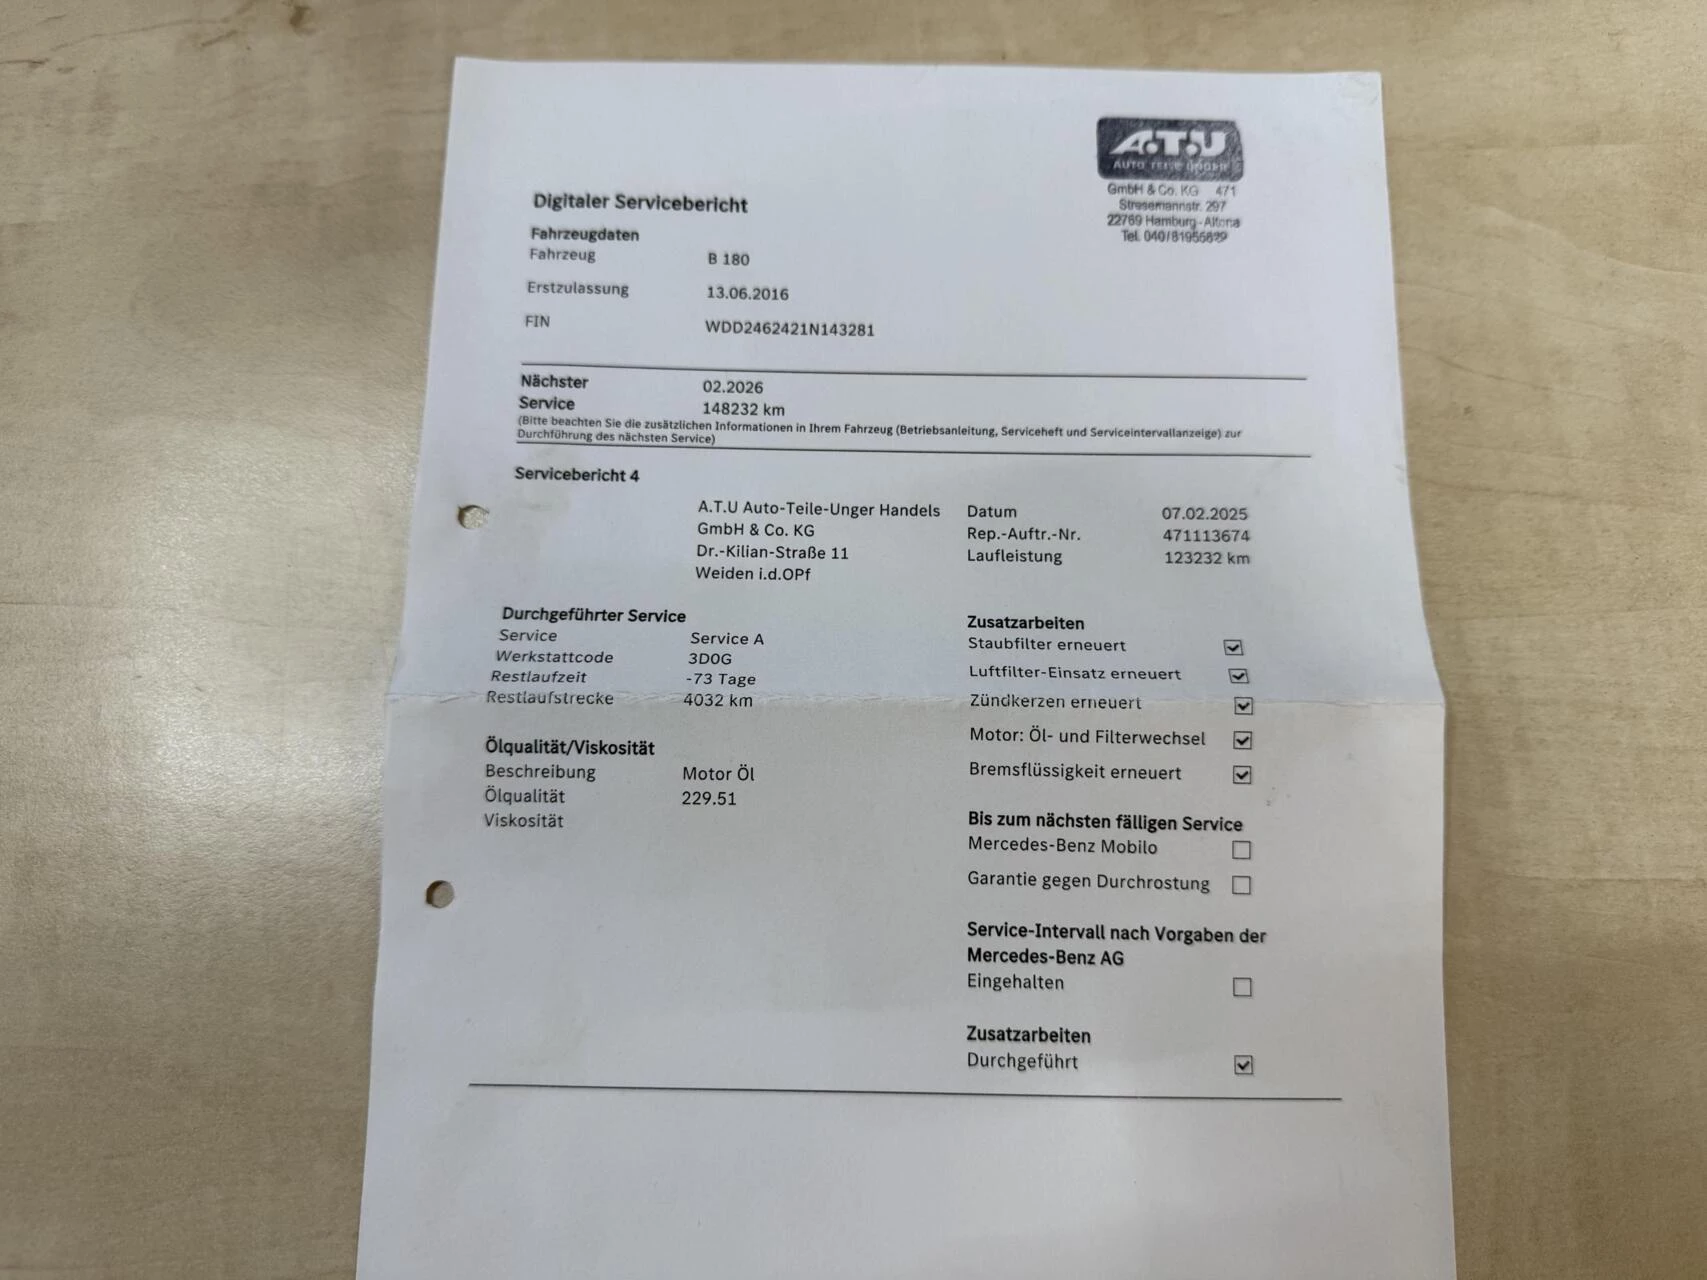 A.T.U
AUTO TEILE UNGER
GmbH & Co. KG 471
Stresemannstr. 297
22769 Hamburg-Altona
Tel. 040/81956829
Digitaler Servicebericht
Fahrzeugdaten
Fahrzeug B 180
Erstzulassung 13.06.2016
FIN WDD2462421N143281
Nächster 02.2026
Service 148232 km
(Bitte beachten Sie die zusätzlichen Informationen in Ihrem Fahrzeug (Betriebsanleitung, Serviceheft und Serviceintervallanzeige) zur
Durchführung des nächsten Service)
Servicebericht 4
A.T.U Auto-Teile-Unger Handels
GmbH & Co. KG
Dr.-Kilian-Straße 11
Weiden i.d.OPf
Datum 07.02.2025
Rep.-Auftr.-Nr. 471113674
Laufleistung 123232 km
Durchgeführter Service
Service Service A
Werkstattcode 3D0G
Restlaufzeit -73 Tage
Restlaufstrecke 4032 km
Ölqualität/Viskosität
Beschreibung Motor Öl
Ölqualität 229.51
Viskosität
Zusatzarbeiten
Staubfilter erneuert
Luftfilter-Einsatz erneuert
Zündkerzen erneuert
Motor: Öl- und Filterwechsel
Bremsflüssigkeit erneuert
Bis zum nächsten fälligen Service
Mercedes-Benz Mobilo
Garantie gegen Durchrostung
Service-Intervall nach Vorgaben der
Mercedes-Benz AG
Eingehalten
Zusatzarbeiten
Durchgeführt